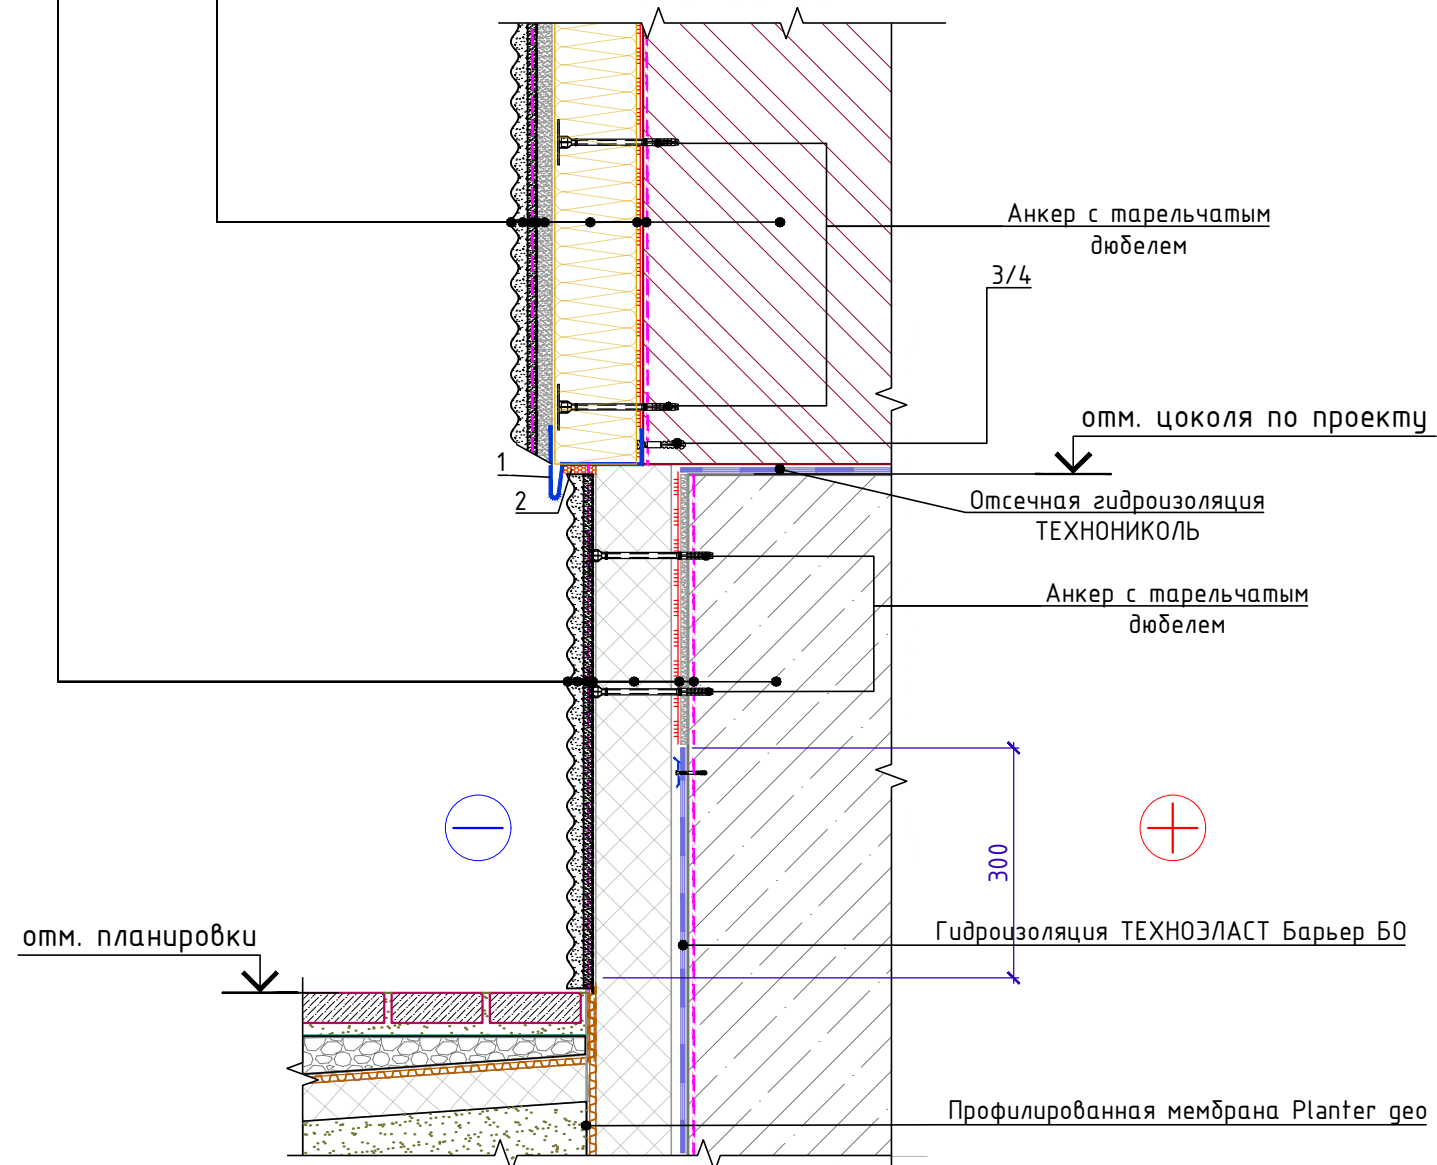 Анкер с тарельчатым
дюбелем
3/4
отм. цоколя по проекту
1
2
Отсечная гидроизоляция
ТЕХНОНИКОЛЬ
Анкер с тарельчатым
дюбелем
300
отм. планировки
Гидроизоляция ТЕХНОЭЛАСТ Барьер БО
Профилированная мембрана Planter geo